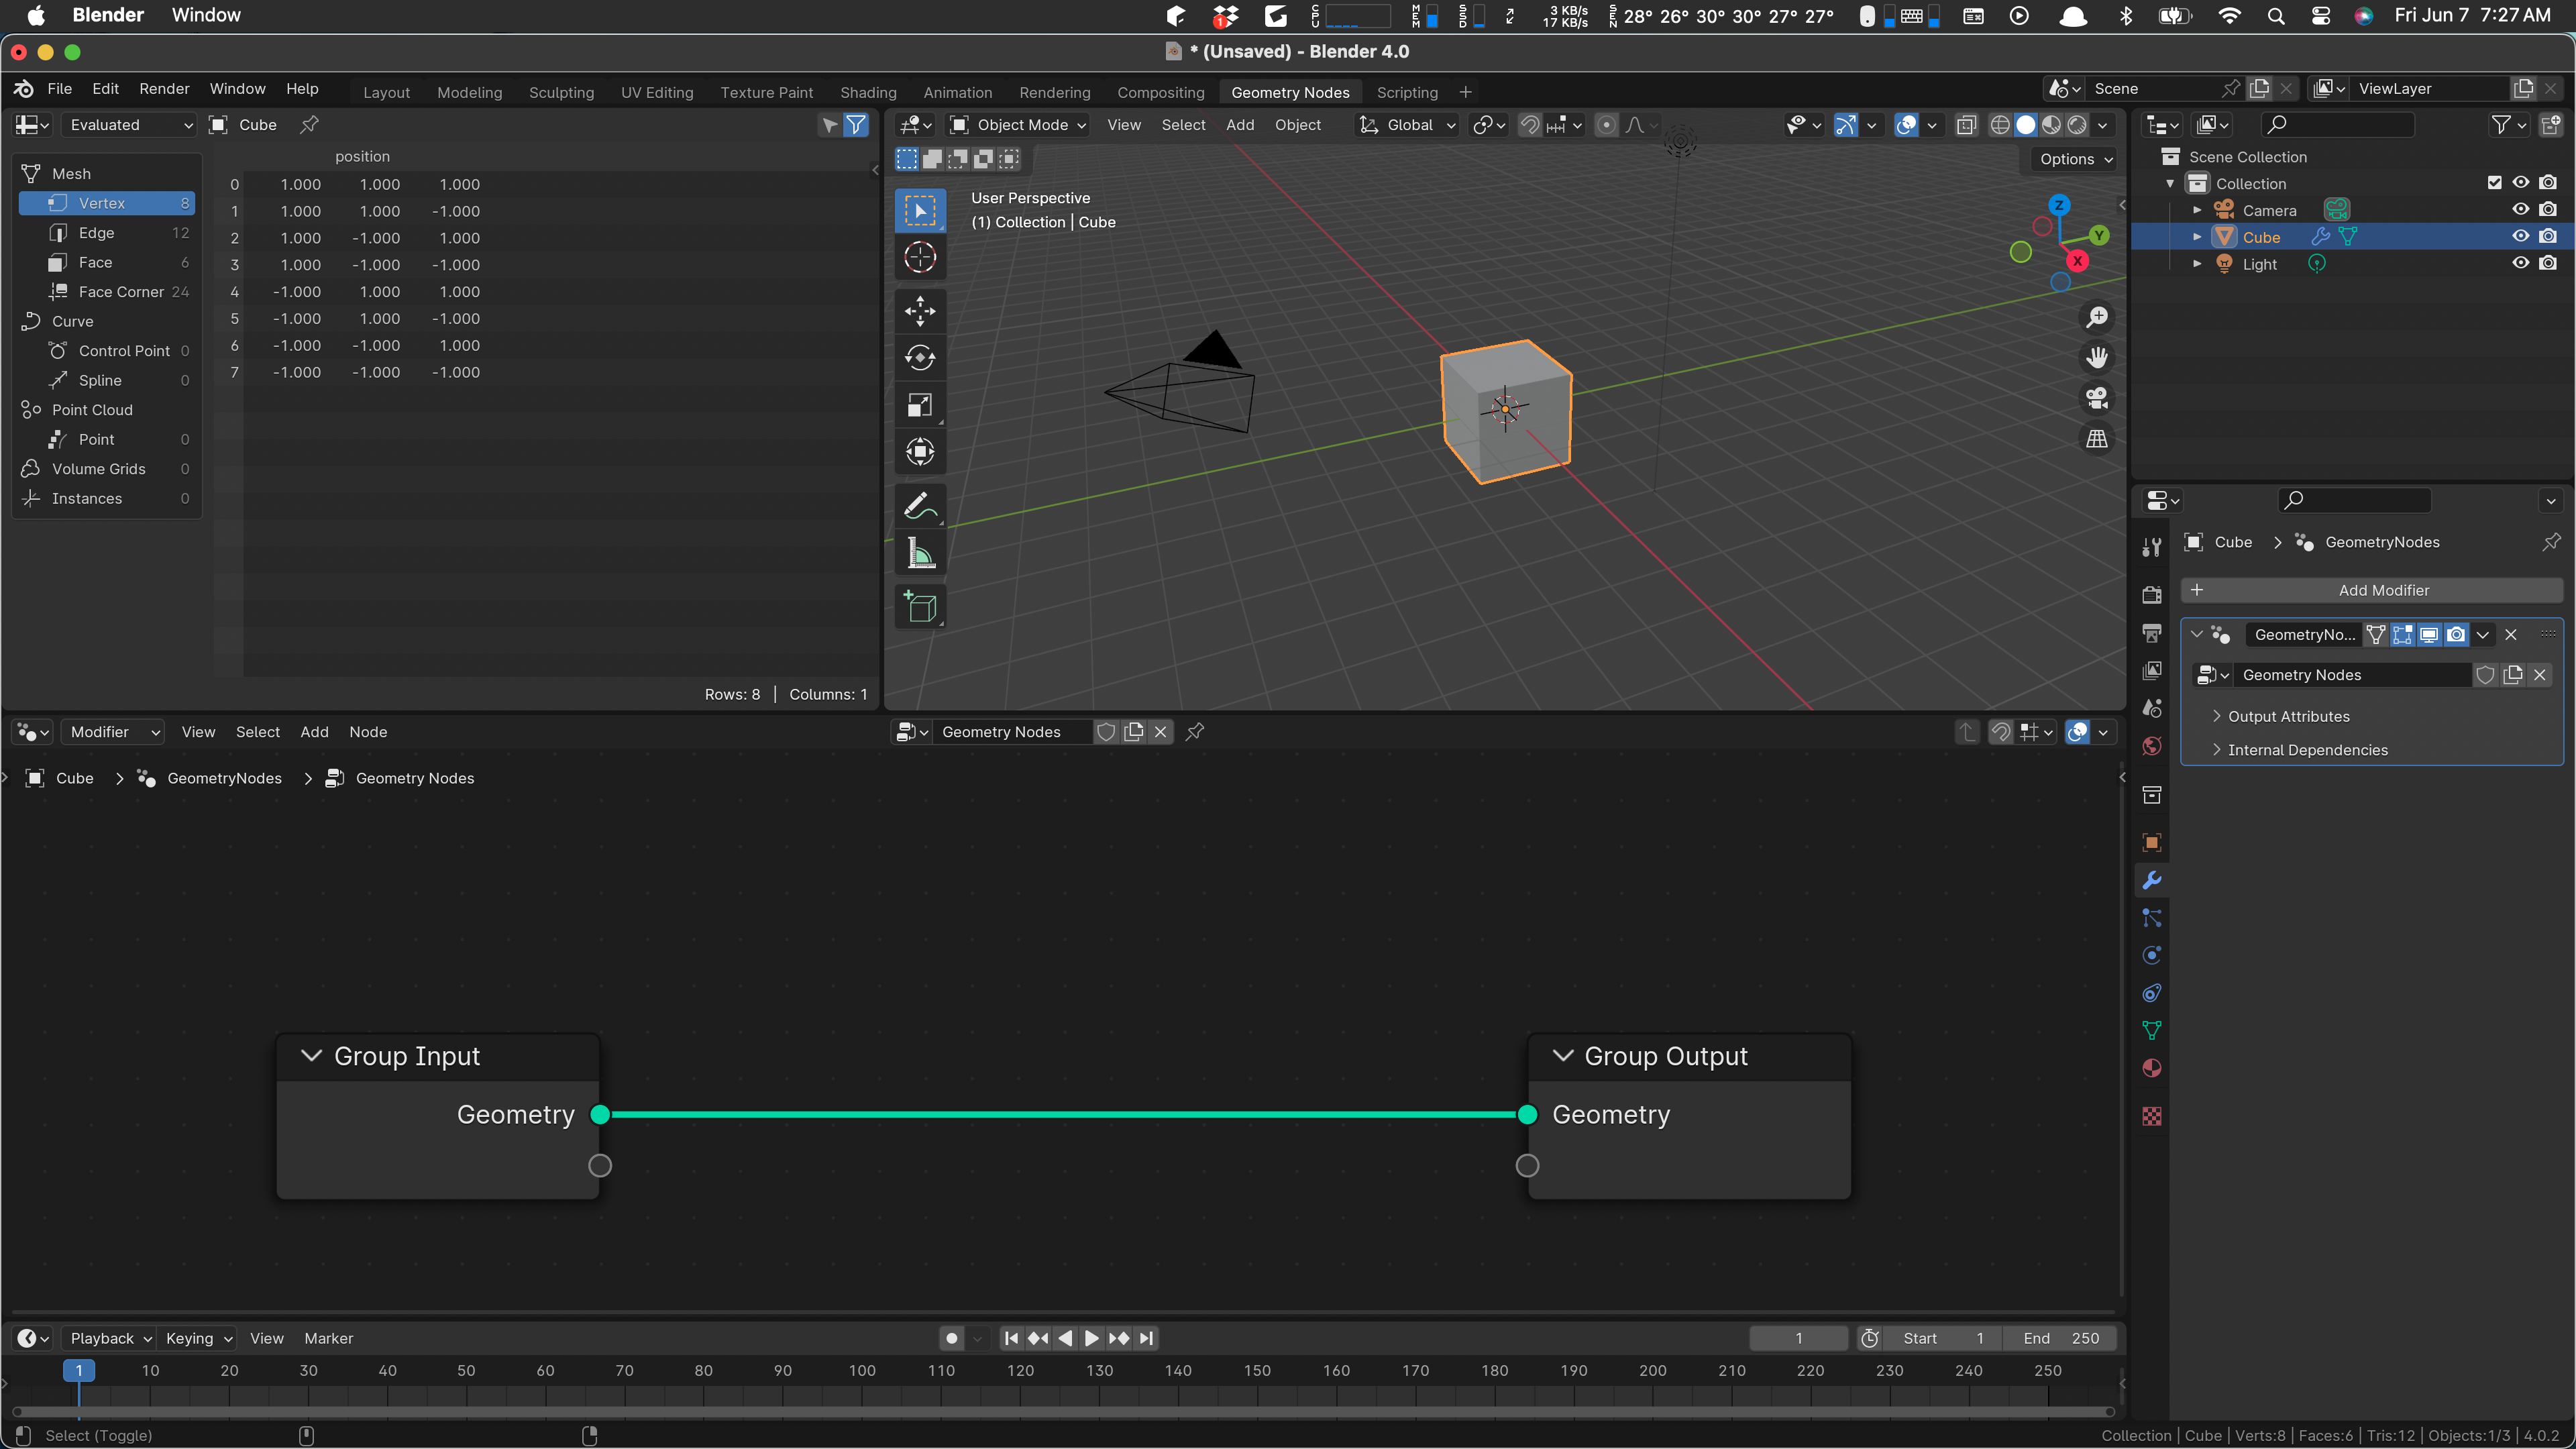 Blender Window
CPU MEM SSD 3 KB/s 17 KB/s SEN 28° 26° 30° 30° 27° 27° Fri Jun 7 7:27 AM
* (Unsaved) - Blender 4.0
File Edit Render Window Help Layout Modeling Sculpting UV Editing Texture Paint Shading Animation Rendering Compositing Geometry Nodes Scripting + Scene ViewLayer
Evaluated Cube
position
Mesh
Vertex 8
Edge 12
Face 6
Face Corner 24
Curve
Control Point 0
Spline 0
Point Cloud
Point 0
Volume Grids 0
Instances 0
0 1.000 1.000 1.000
1 1.000 1.000 -1.000
2 1.000 -1.000 1.000
3 1.000 -1.000 -1.000
4 -1.000 1.000 1.000
5 -1.000 1.000 -1.000
6 -1.000 -1.000 1.000
7 -1.000 -1.000 -1.000
Rows: 8 | Columns: 1
Object Mode View Select Add Object Global
Options
User Perspective
(1) Collection | Cube
Z
Y
X
Scene Collection
Collection
Camera
Cube
Light
Cube > GeometryNodes
+ Add Modifier
GeometryNo...
Geometry Nodes
Output Attributes
Internal Dependencies
Modifier View Select Add Node Geometry Nodes
Cube > GeometryNodes > Geometry Nodes
Group Input
Geometry
Group Output
Geometry
Playback Keying View Marker 1 Start 1 End 250
1 10 20 30 40 50 60 70 80 90 100 110 120 130 140 150 160 170 180 190 200 210 220 230 240 250
Select (Toggle)
Collection | Cube | Verts:8 | Faces:6 | Tris:12 | Objects:1/3 | 4.0.2